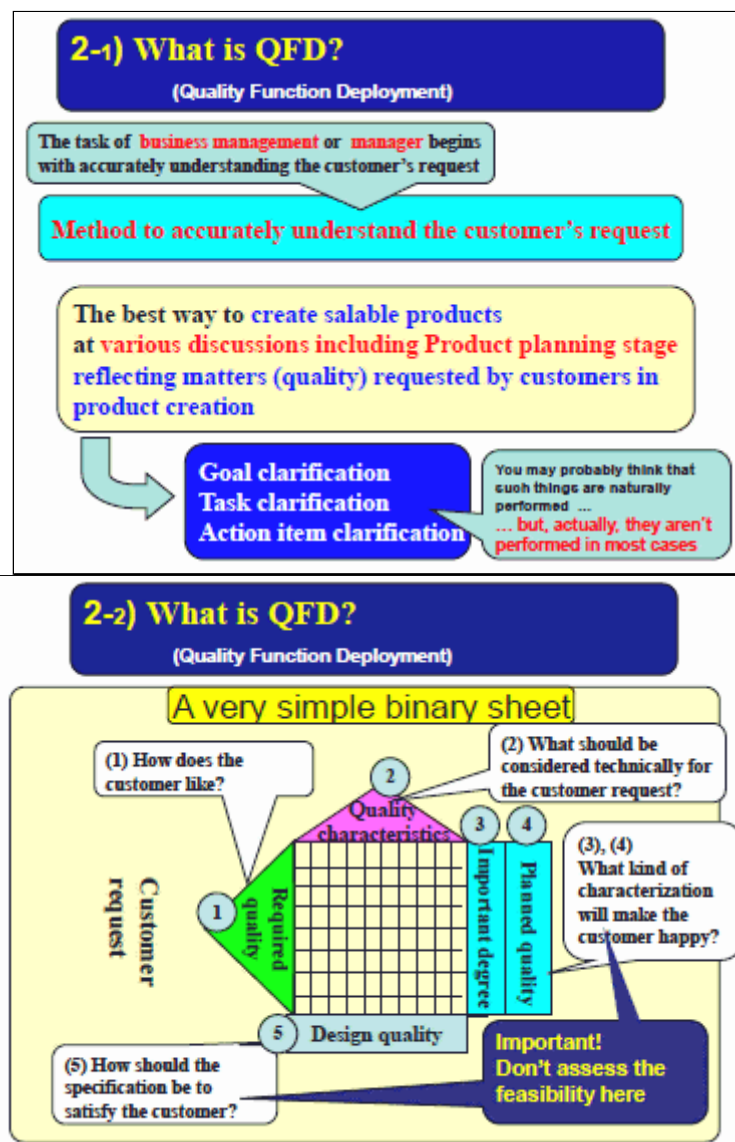 2-1) What is QFD?
(Quality Function Deployment)
The task of business management or manager begins
with accurately understanding the customer's request
Method to accurately understand the customer's request
The best way to create salable products
at various discussions including Product planning stage
reflecting matters (quality) requested by customers in
product creation
Goal clarification
Task clarification
Action item clarification
You may probably think that
such things are naturally
performed ...
... but, actually, they aren't
performed in most cases
2-2) What is QFD?
(Quality Function Deployment)
A very simple binary sheet
(1) How does the
customer like?
(2) What should be
considered technically for
the customer request?
2
Quality
characteristics
3
4
(3), (4)
What kind of
characterization
will make the
customer happy?
Customer
request
1
Required
quality
Important degree
Planned quality
5
Design quality
(5) How should the
specification be to
satisfy the customer?
Important!
Don't assess the
feasibility here